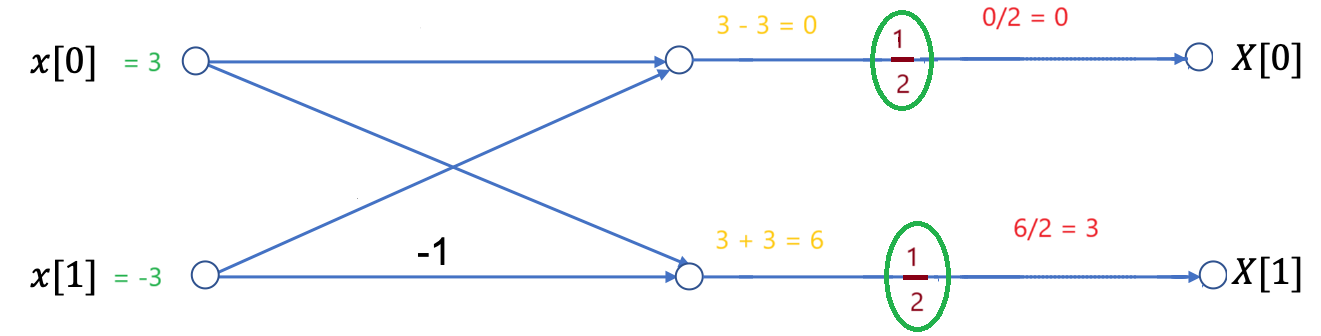 x[0] = 3
3 - 3 = 0
1
2
0/2 = 0
X[0]
x[1] = -3
-1
3 + 3 = 6
1
2
6/2 = 3
X[1]